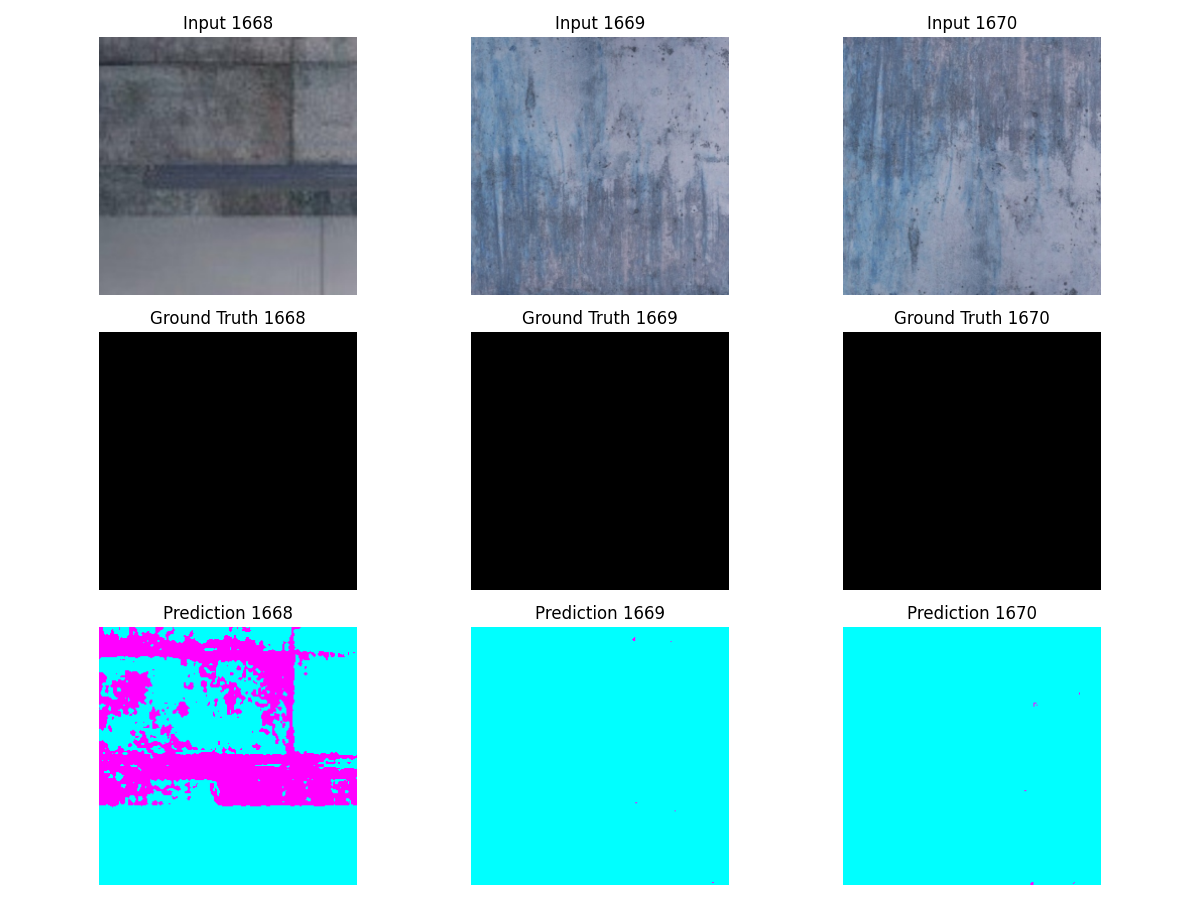 Input 1668
Input 1669
Input 1670
Ground Truth 1668
Ground Truth 1669
Ground Truth 1670
Prediction 1668
Prediction 1669
Prediction 1670